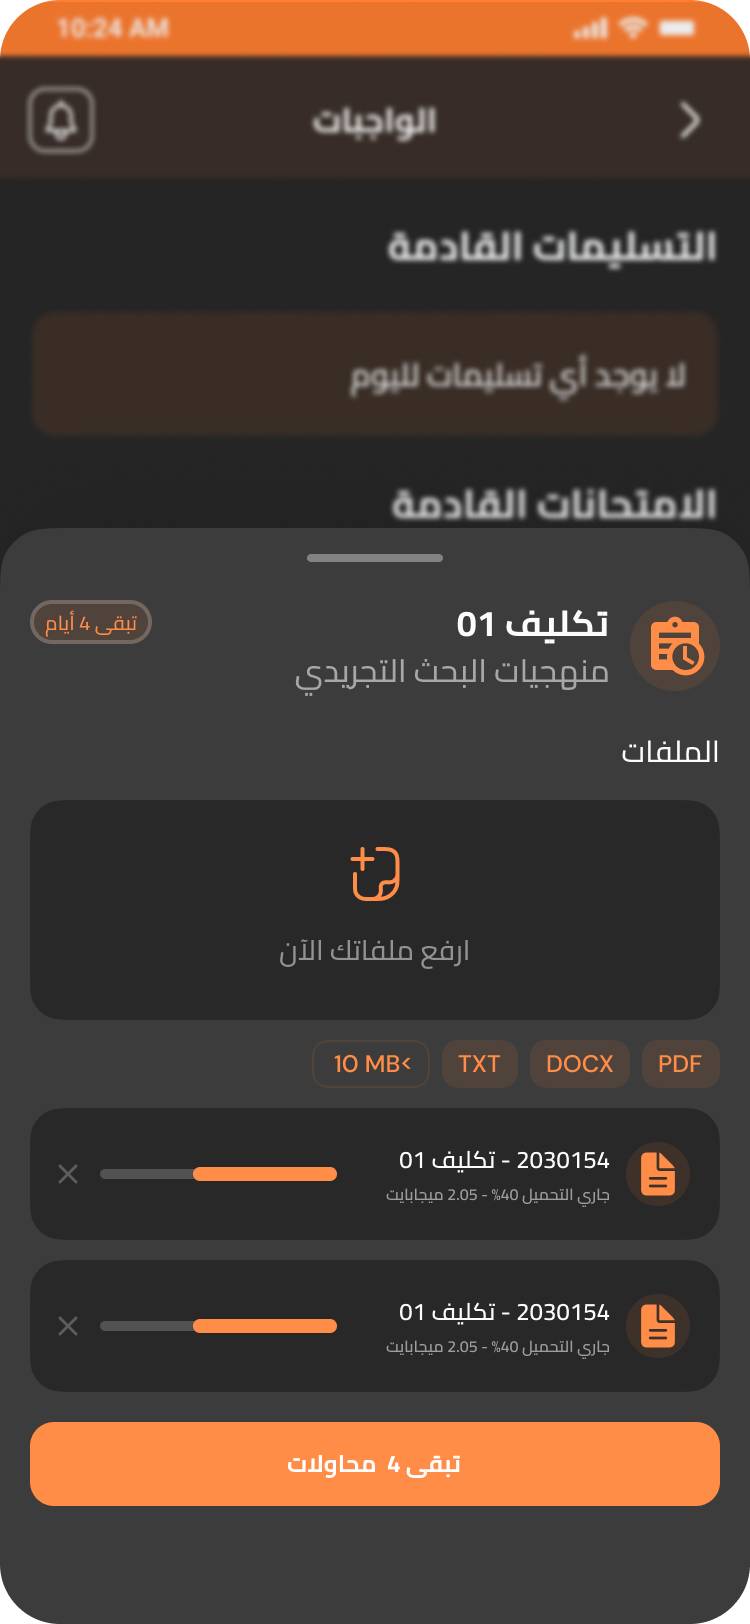 10:24 AM
الواجبات
التسليمات القادمة
لا يوجد أي تسليمات لليوم
الامتحانات القادمة
تكليف 01
تبقى 4 أيام
منهجيات البحث التجريدي
الملفات
ارفع ملفاتك الآن
PDF DOCX TXT 10 MB<
2030154 - تكليف 01
جاري التحميل 40% - 2.05 ميجابايت
2030154 - تكليف 01
جاري التحميل 40% - 2.05 ميجابايت
تبقى 4 محاولات